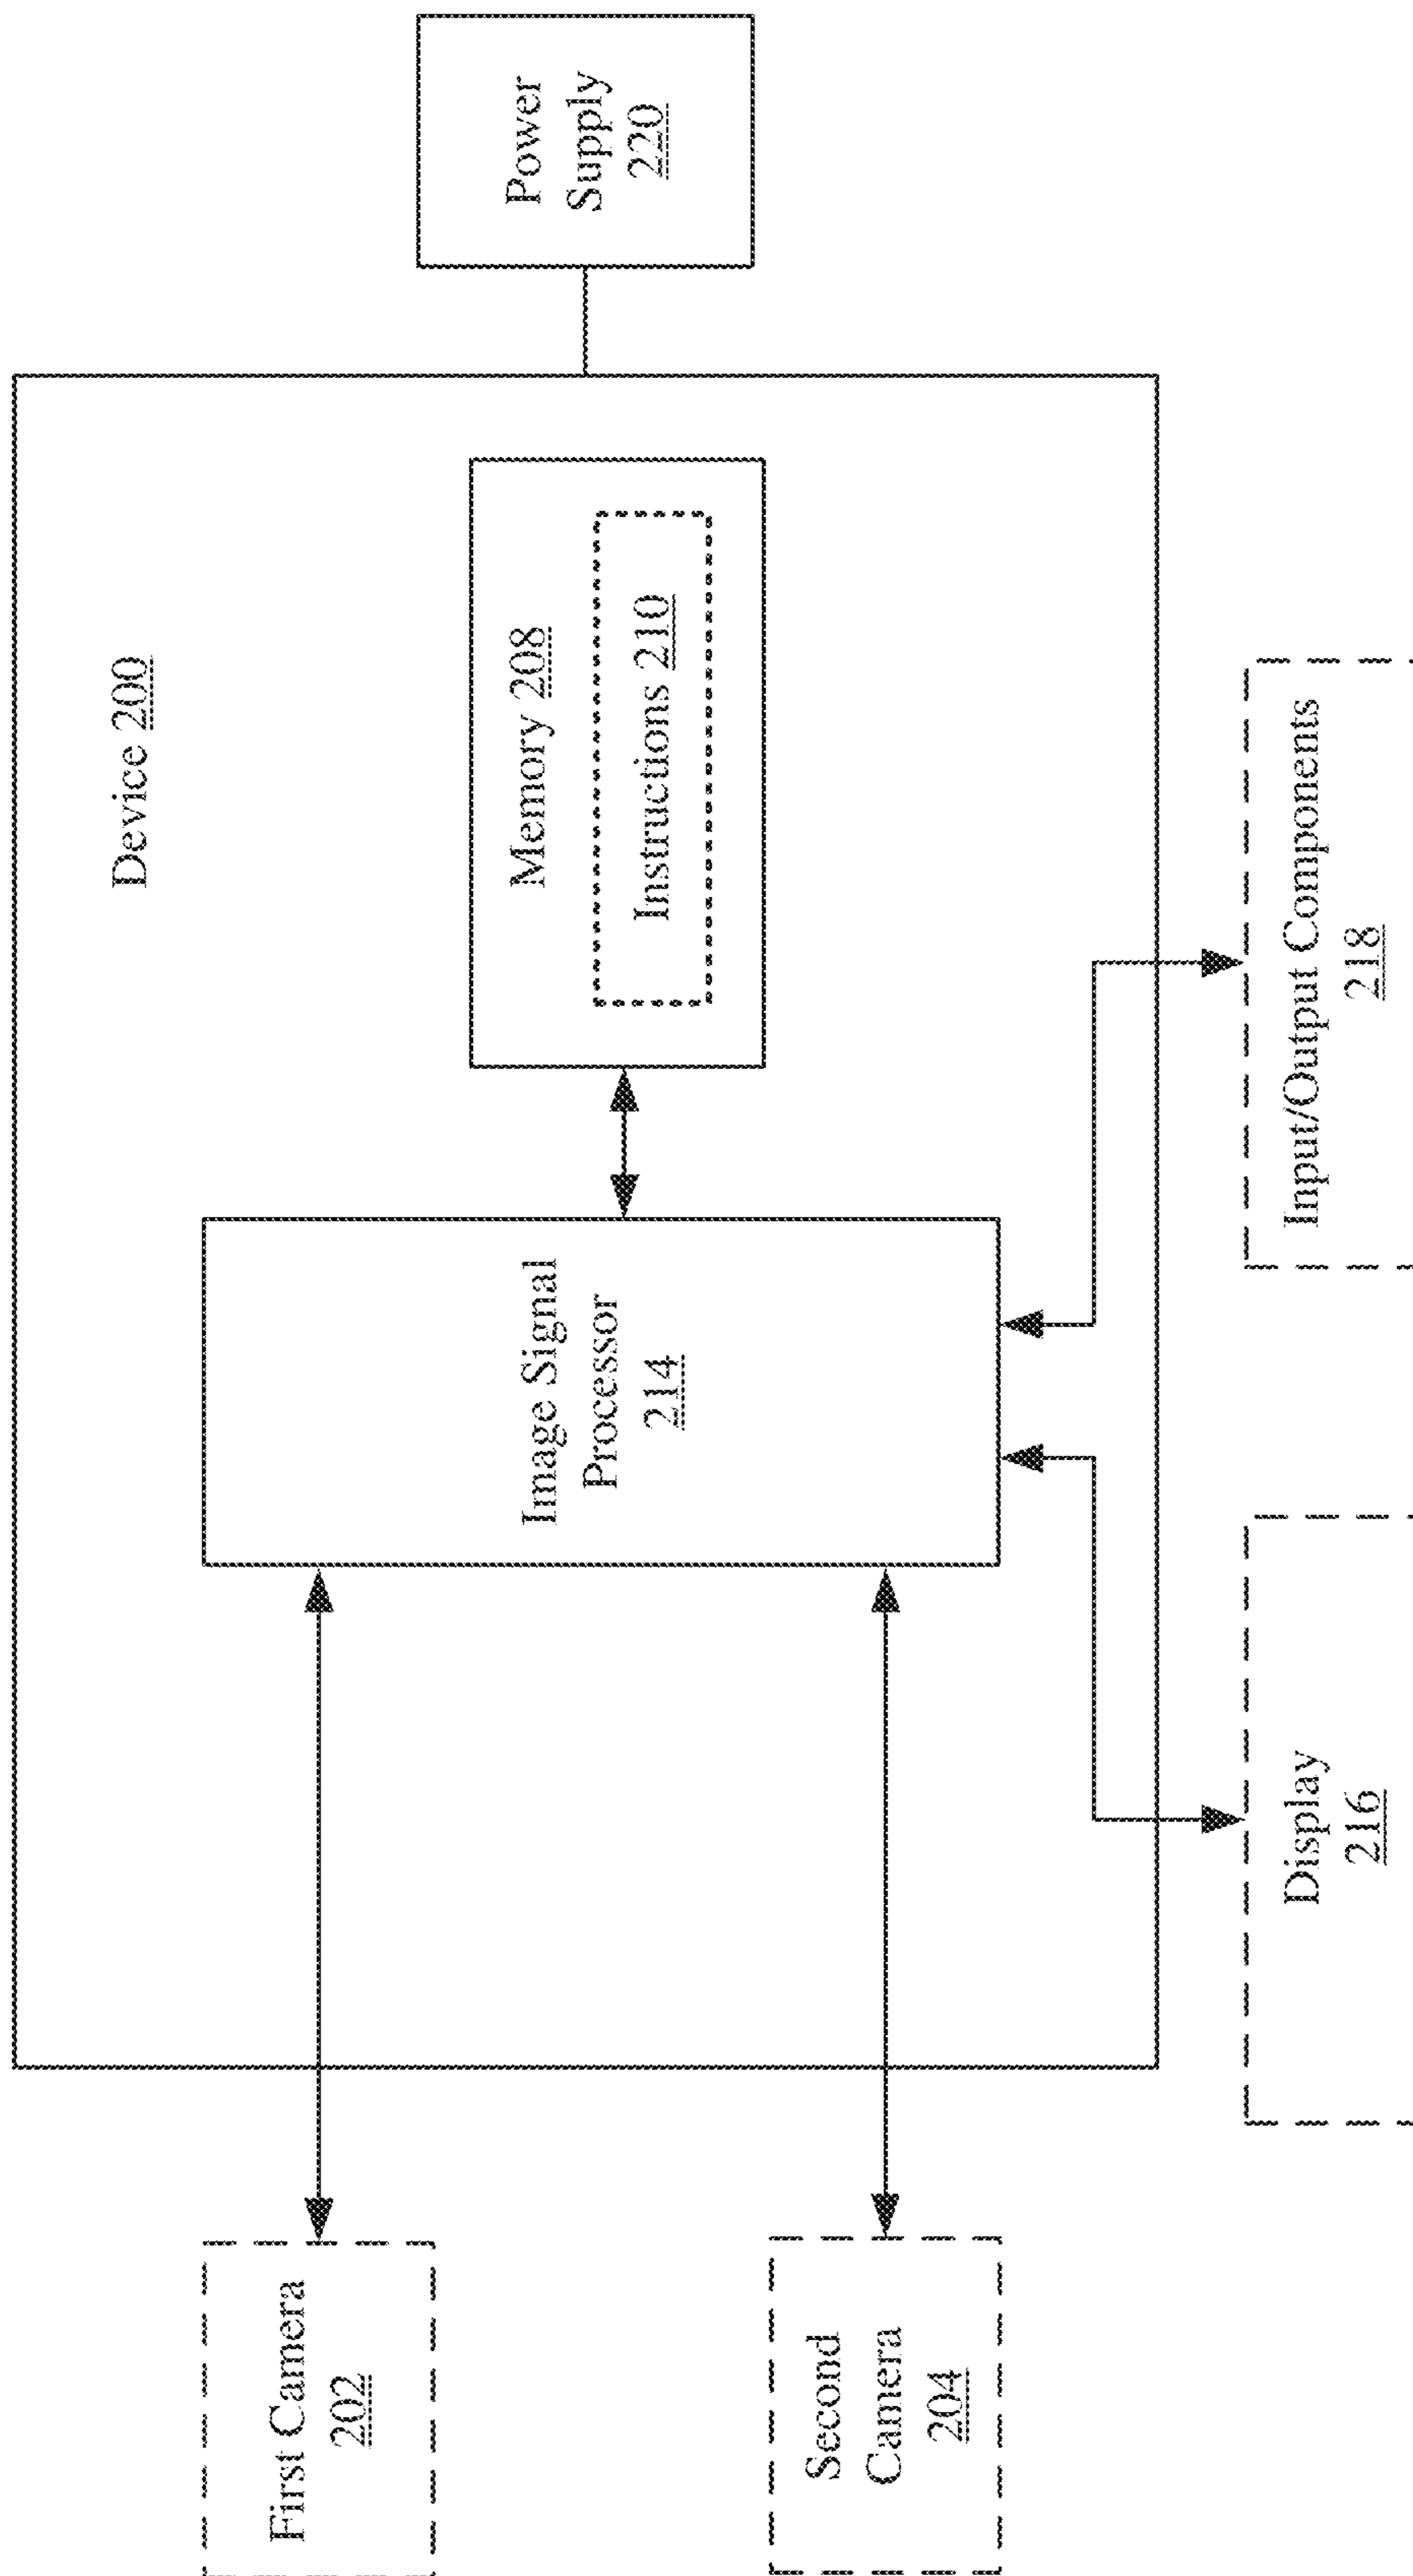 First Camera
202
Second
Camera
204
Device 200
Image Signal
Processor
214
Memory 208
Instructions 210
Power
Supply
220
Display
216
Input/Output Components
218